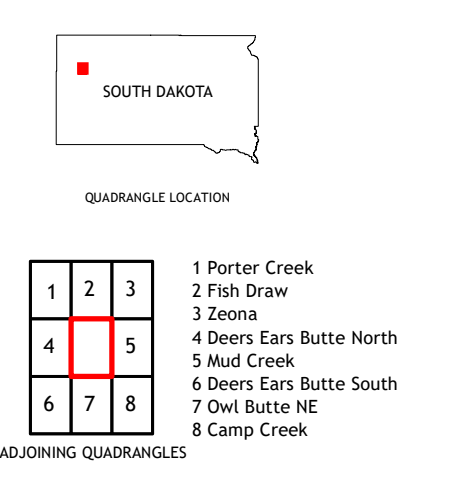 SOUTH DAKOTA
QUADRANGLE LOCATION
1 2 3
4 5
6 7 8
ADJOINING QUADRANGLES
1 Porter Creek
2 Fish Draw
3 Zeona
4 Deers Ears Butte North
5 Mud Creek
6 Deers Ears Butte South
7 Owl Butte NE
8 Camp Creek